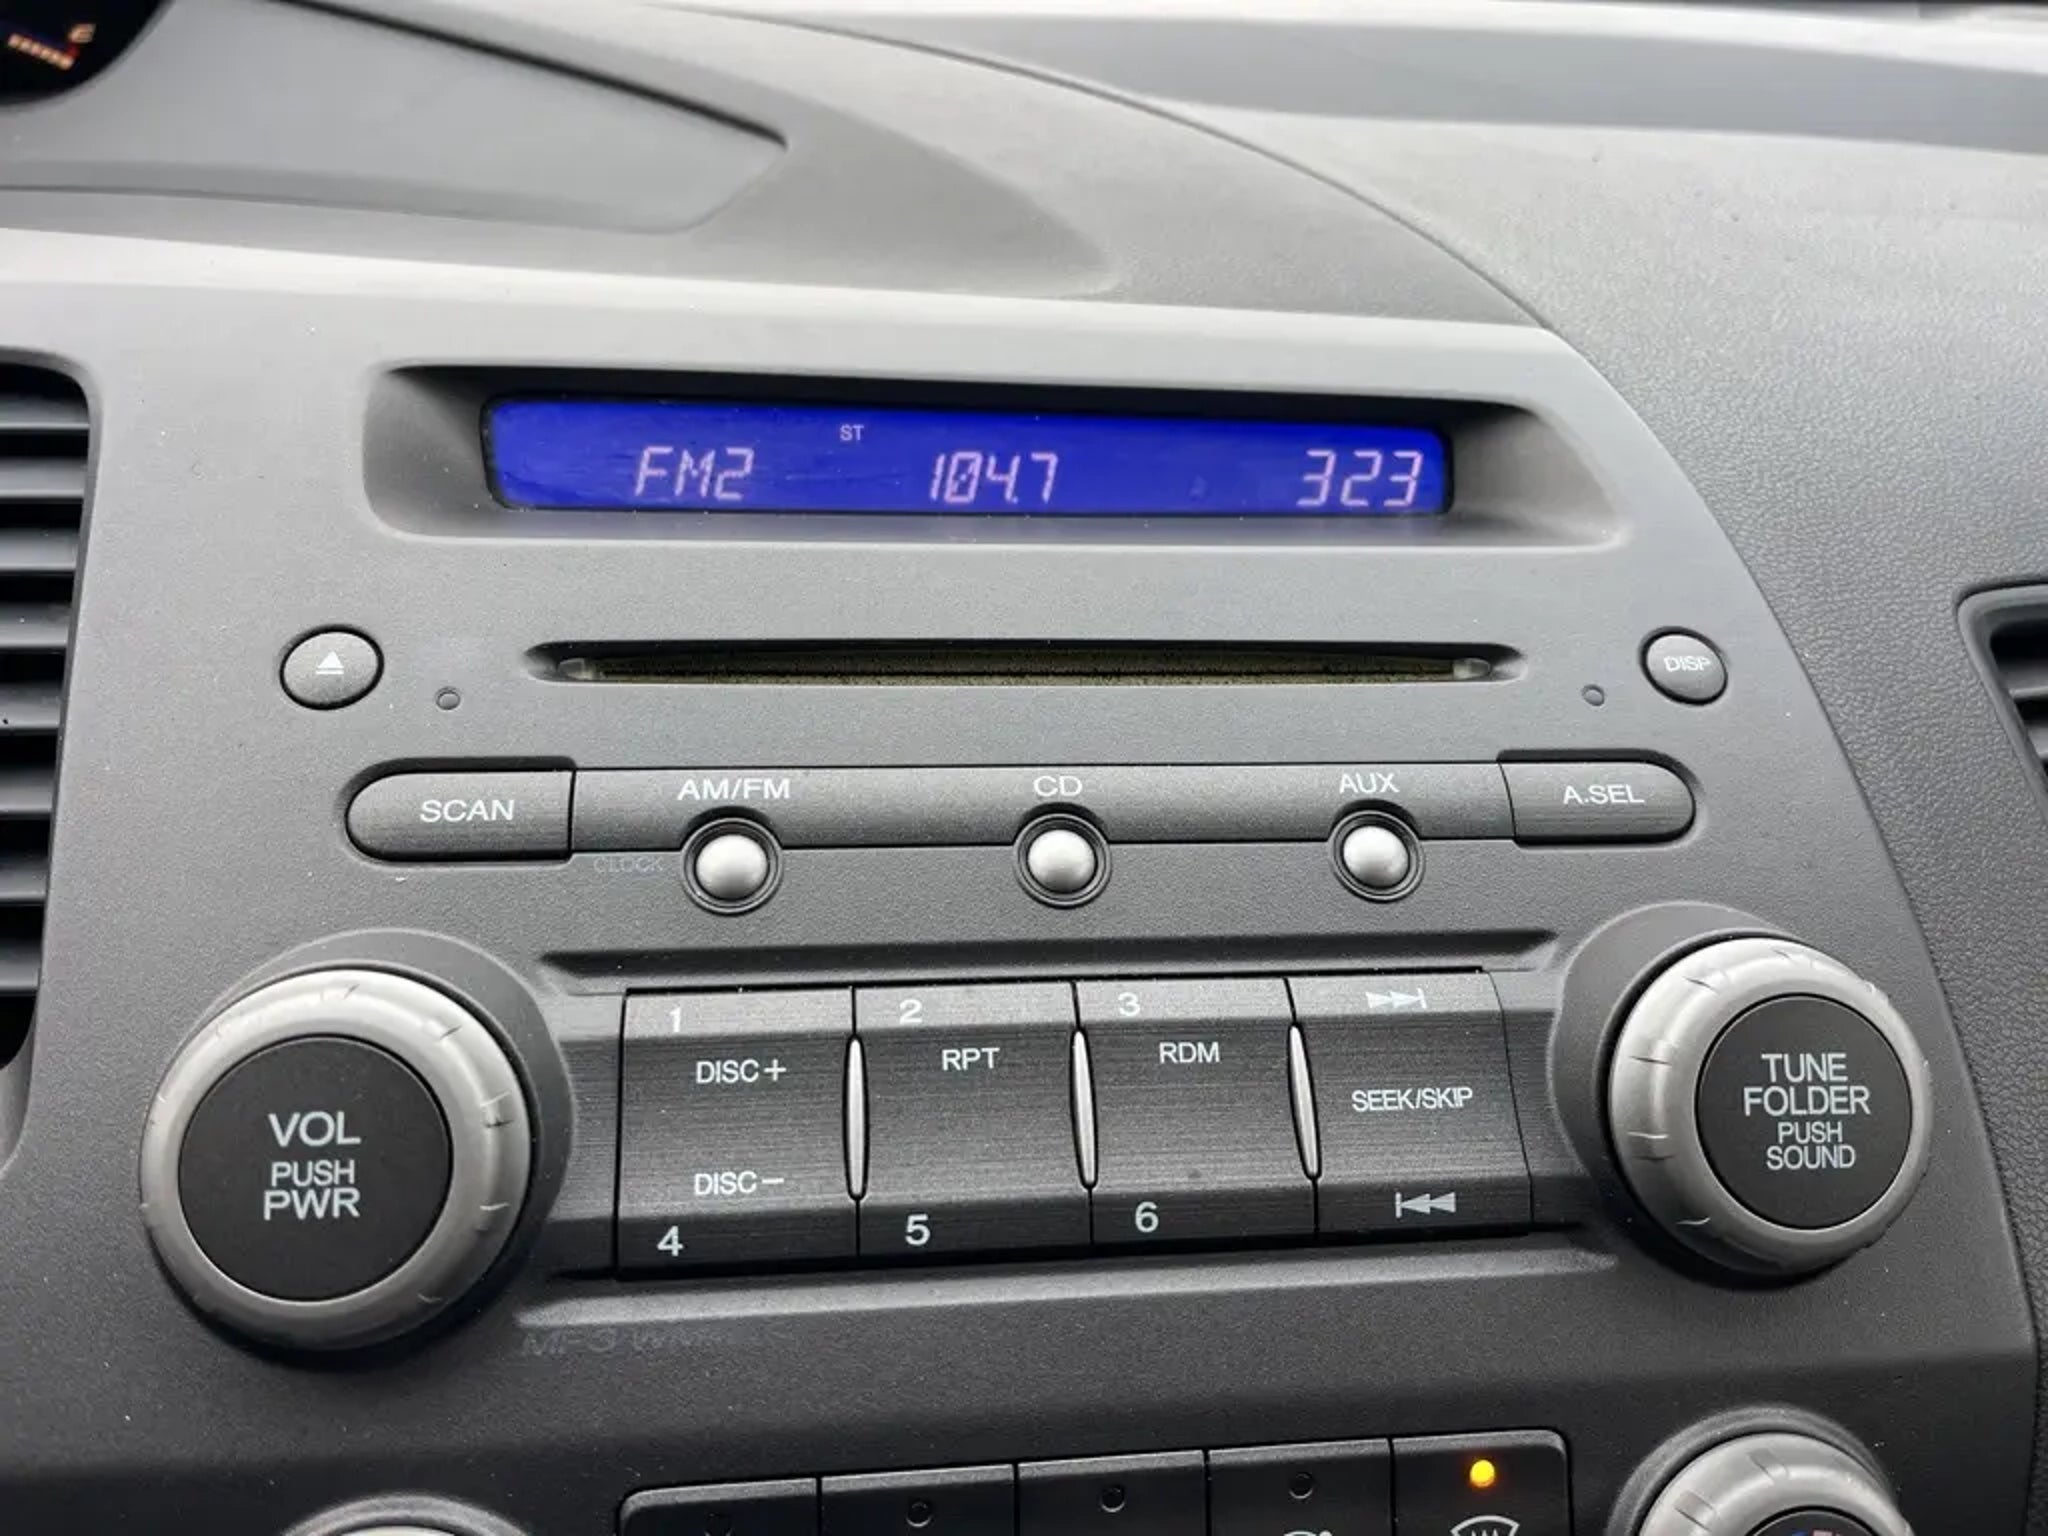 ST
FM2 104.7 323
DISP
SCAN AM/FM CD AUX A.SEL
CLOCK
1 2 3
DISC+ RPT RDM
SEEK/SKIP
DISC−
4 5 6
VOL
PUSH
PWR
TUNE
FOLDER
PUSH
SOUND
MP3